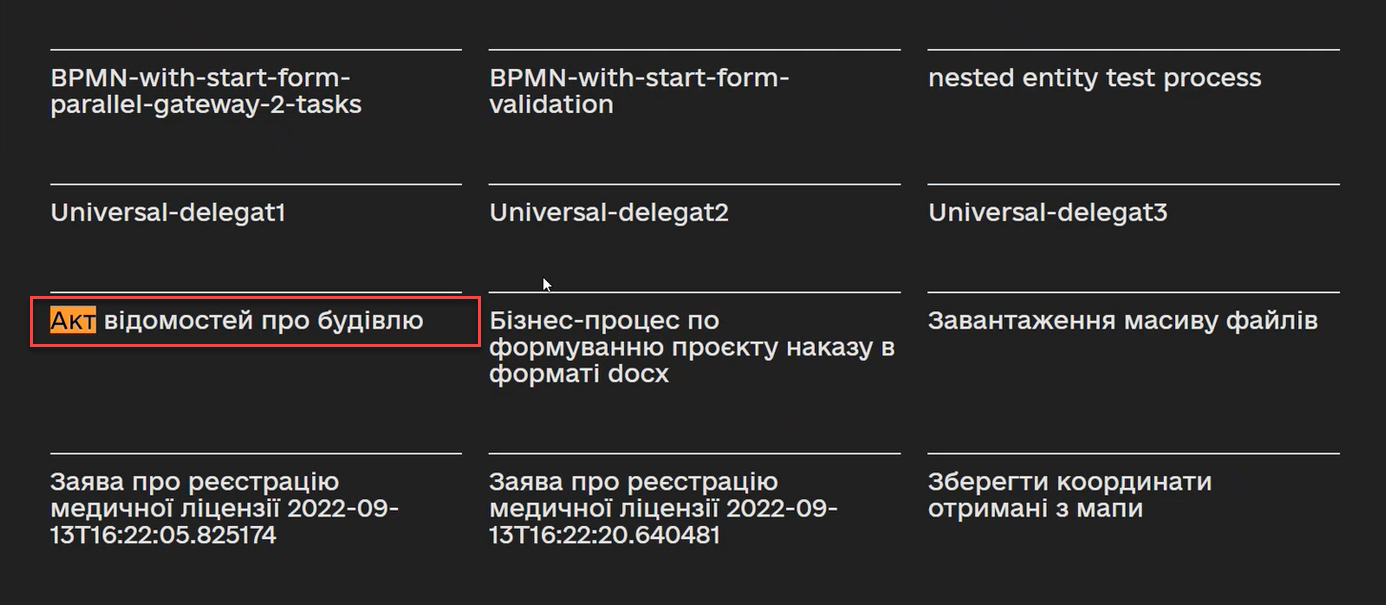 BPMN-with-start-form-
parallel-gateway-2-tasks
BPMN-with-start-form-
validation
nested entity test process
Universal-delegat1
Universal-delegat2
Universal-delegat3
Акт відомостей про будівлю
Бізнес-процес по
формуванню проєкту наказу в
форматі docx
Завантаження масиву файлів
Заява про реєстрацію
медичної ліцензії 2022-09-
13T16:22:05.825174
Заява про реєстрацію
медичної ліцензії 2022-09-
13T16:22:20.640481
Зберегти координати
отримані з мапи